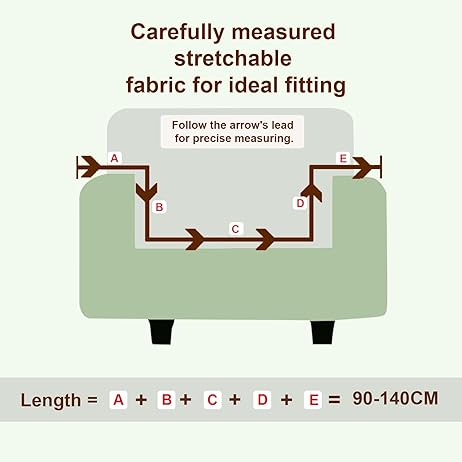 Carefully measured
stretchable
fabric for ideal fitting
Follow the arrow's lead
for precise measuring.
A
E
B
D
C
Length = A + B + C + D + E = 90-140CM